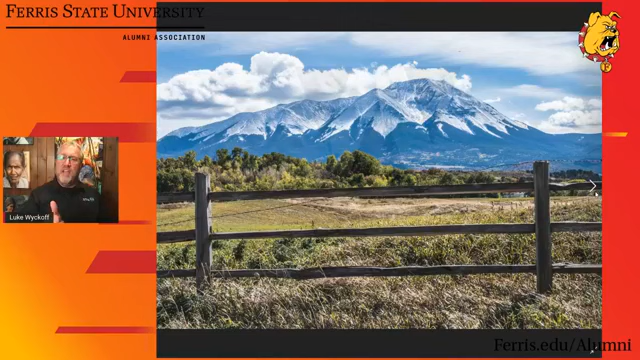 FERRIS STATE UNIVERSITY
ALUMNI ASSOCIATION
Luke Wyckoff
Ferris.edu/Alumni